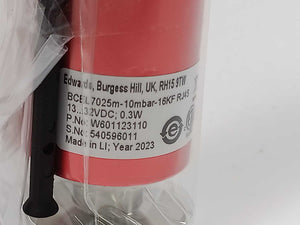 Edwards, Burgess Hill, UK, RH15 9TW
BCEL7025m-10mbar-16KF RJ45
13...32VDC; 0.3W
P.No: W601123110
S.No: 540596011
Made in LI; Year 2023